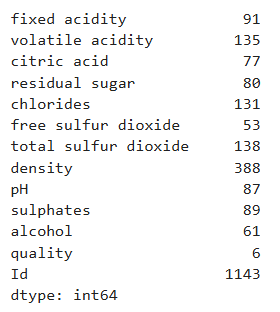 fixed acidity 91
volatile acidity 135
citric acid 77
residual sugar 80
chlorides 131
free sulfur dioxide 53
total sulfur dioxide 138
density 388
pH 87
sulphates 89
alcohol 61
quality 6
Id 1143
dtype: int64